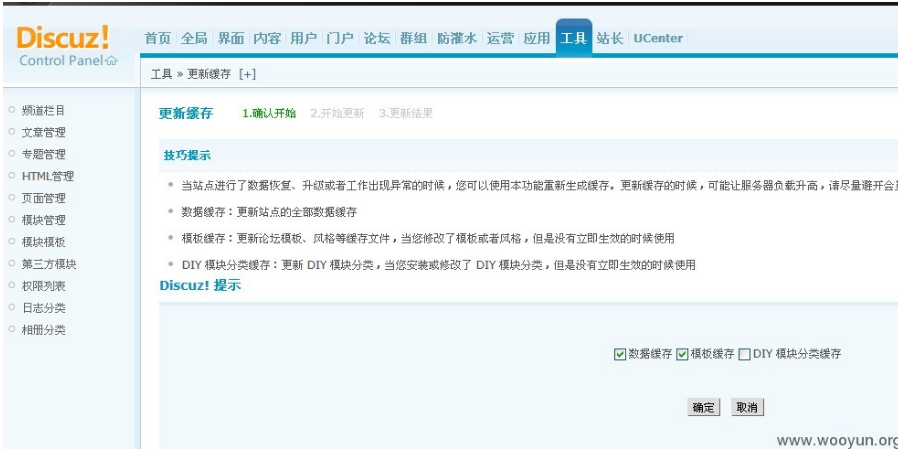 Discuz!
Control Panel
首页 全局 界面 内容 用户 门户 论坛 群组 防灌水 运营 应用 工具 站长 UCenter
工具 » 更新缓存 [+]
频道栏目
文章管理
专题管理
HTML管理
页面管理
模块管理
模块模板
第三方模块
权限列表
日志分类
相册分类
更新缓存 1.确认开始 2.开始更新 3.更新结果
技巧提示
当站点进行了数据恢复、升级或者工作出现异常的时候，您可以使用本功能重新生成缓存。更新缓存的时候，可能让服务器负载升高，请尽量避开会
数据缓存：更新站点的全部数据缓存
模板缓存：更新论坛模板、风格等缓存文件，当您修改了模板或者风格，但是没有立即生效的时候使用
DIY 模块分类缓存：更新 DIY 模块分类，当您安装或修改了 DIY 模块分类，但是没有立即生效的时候使用
Discuz! 提示
数据缓存 模板缓存 DIY 模块分类缓存
确定 取消
www.wooyun.org